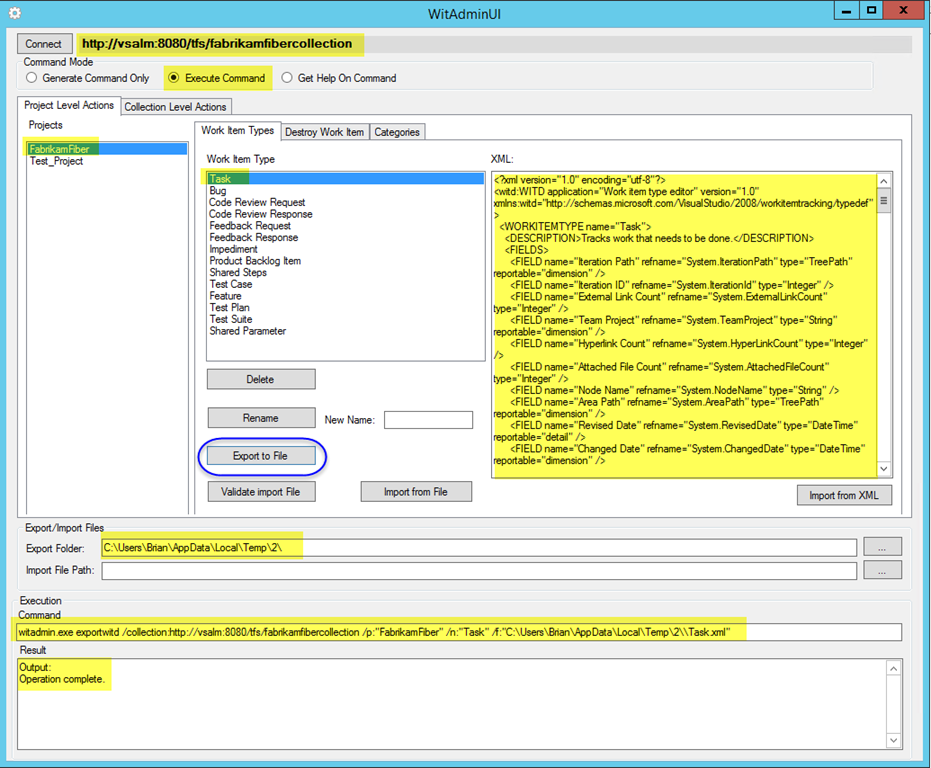 WitAdminUI
Connect
http://vsalm:8080/tfs/fabrikamfibercollection
Command Mode
Generate Command Only
Execute Command
Get Help On Command
Project Level Actions
Collection Level Actions
Projects
FabrikamFiber
Test_Project
Work Item Types
Destroy Work Item
Categories
Work Item Type
Task
Bug
Code Review Request
Code Review Response
Feedback Request
Feedback Response
Impediment
Product Backlog Item
Shared Steps
Test Case
Feature
Test Plan
Test Suite
Shared Parameter
Delete
Rename
New Name:
Export to File
Validate import File
Import from File
XML:
<?xml version="1.0" encoding="utf-8"?>
<witd:WITD application="Work item type editor" version="1.0"
xmlns:witd="http://schemas.microsoft.com/VisualStudio/2008/workitemtracking/typedef"
>
<WORKITEMTYPE name="Task">
<DESCRIPTION>Tracks work that needs to be done.</DESCRIPTION>
<FIELDS>
<FIELD name="Iteration Path" refname="System.IterationPath" type="TreePath"
reportable="dimension" />
<FIELD name="Iteration ID" refname="System.IterationId" type="Integer" />
<FIELD name="External Link Count" refname="System.ExternalLinkCount"
type="Integer" />
<FIELD name="Team Project" refname="System.TeamProject" type="String"
reportable="dimension" />
<FIELD name="Hyperlink Count" refname="System.HyperLinkCount" type="Integer"
/>
<FIELD name="Attached File Count" refname="System.AttachedFileCount"
type="Integer" />
<FIELD name="Node Name" refname="System.NodeName" type="String" />
<FIELD name="Area Path" refname="System.AreaPath" type="TreePath"
reportable="dimension" />
<FIELD name="Revised Date" refname="System.RevisedDate" type="DateTime"
reportable="detail" />
<FIELD name="Changed Date" refname="System.ChangedDate" type="DateTime"
reportable="dimension" />
Import from XML
Export/Import Files
Export Folder:
C:\Users\Brian\AppData\Local\Temp\2\
...
Import File Path:
...
Execution
Command
witadmin.exe exportwitd /collection:http://vsalm:8080/tfs/fabrikamfibercollection /p:"FabrikamFiber" /n:"Task" /f:"C:\Users\Brian\AppData\Local\Temp\2\\Task.xml"
Result
Output:
Operation complete.